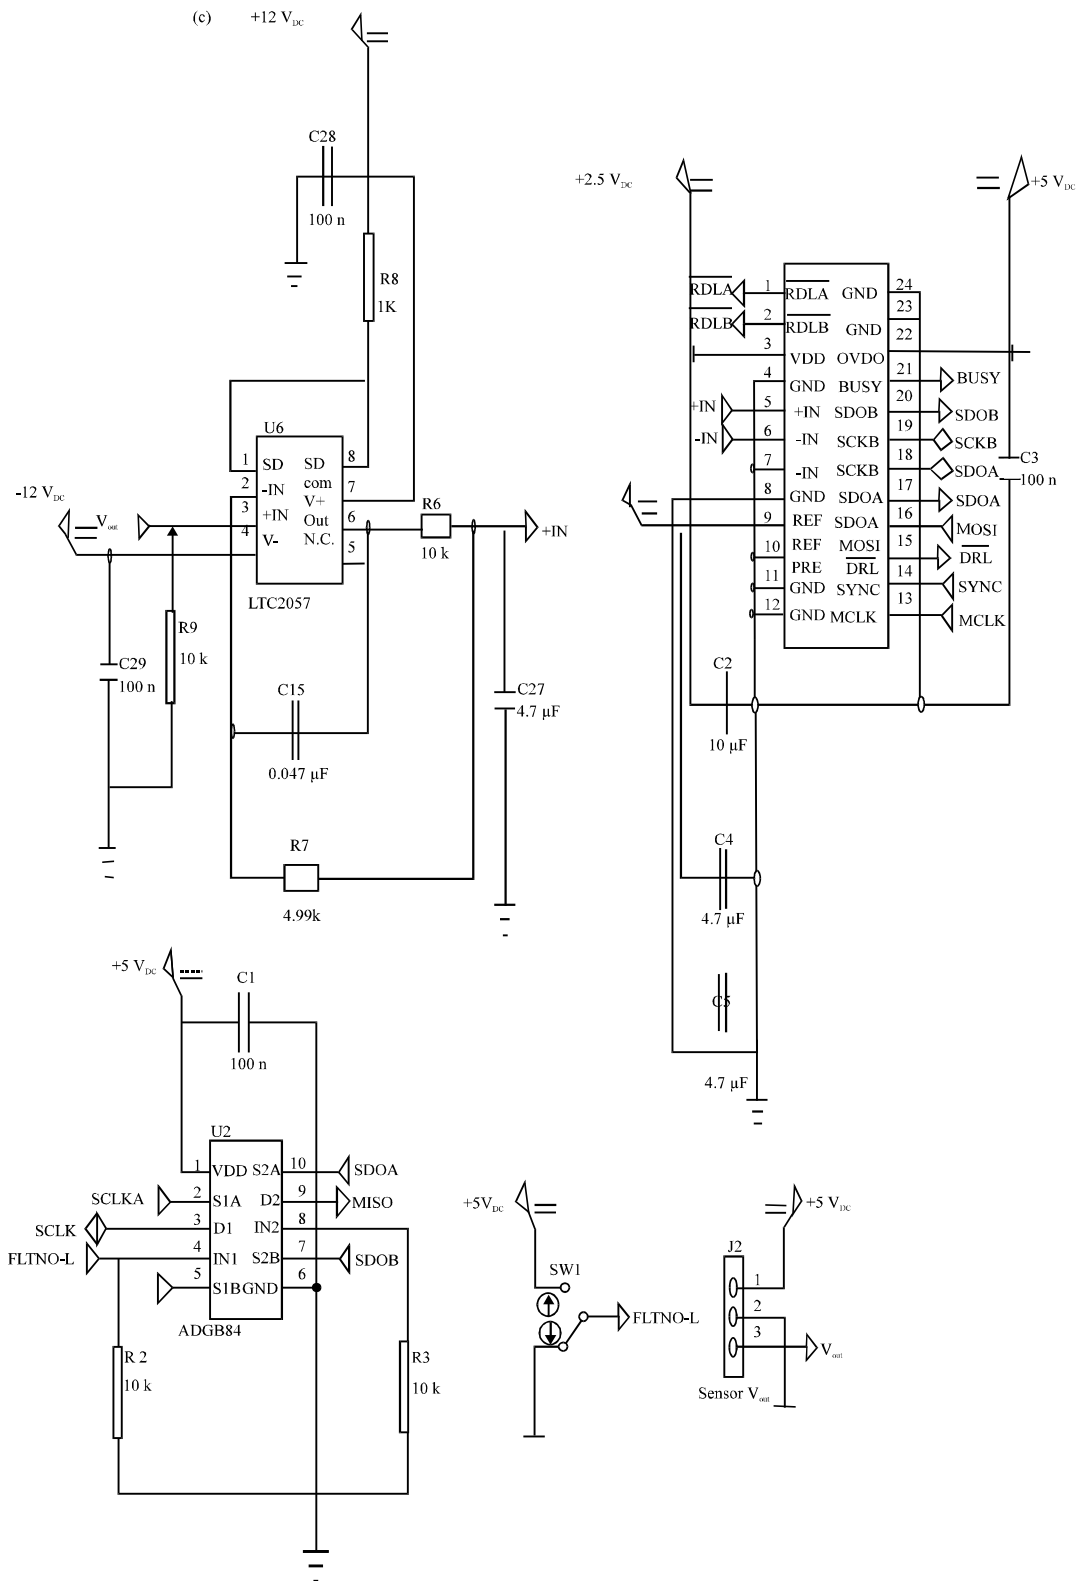 (c)
+12 VDC
C28
100 n
R8
1K
U6
1
2
3
4
SD
-IN
+IN
V-
SD
com
V+
Out
N.C.
8
7
6
5
LTC2057
-12 VDC
Vout
R6
10 k
+IN
R9
10 k
C29
100 n
C15
0.047 µF
C27
4.7 µF
R7
4.99k
+2.5 VDC
+5 VDC
RDLA
1
RDLA
GND
24
RDLB
2
RDLB
GND
23
3
VDD
OVDO
22
4
GND
BUSY
21
BUSY
+IN
5
+IN
SDOB
20
SDOB
-IN
6
-IN
SCKB
19
SCKB
7
-IN
SCKB
18
SDOA
8
GND
SDOA
17
SDOA
9
REF
SDOA
16
MOSI
10
REF
MOSI
15
DRL
PRE
DRL
11
GND
SYNC
14
SYNC
12
GND
MCLK
13
MCLK
C3
100 n
C2
10 µF
C4
4.7 µF
C5
4.7 µF
+5 VDC
C1
100 n
U2
1
VDD
S2A
10
SDOA
SCLKA
2
S1A
D2
9
MISO
SCLK
3
D1
IN2
8
FLTNO-L
4
IN1
S2B
7
SDOB
5
S1B
GND
6
ADGB84
R 2
10 k
R3
10 k
+5VDC
SW1
FLTNO-L
+5 VDC
J2
1
2
3
Vout
Sensor Vout